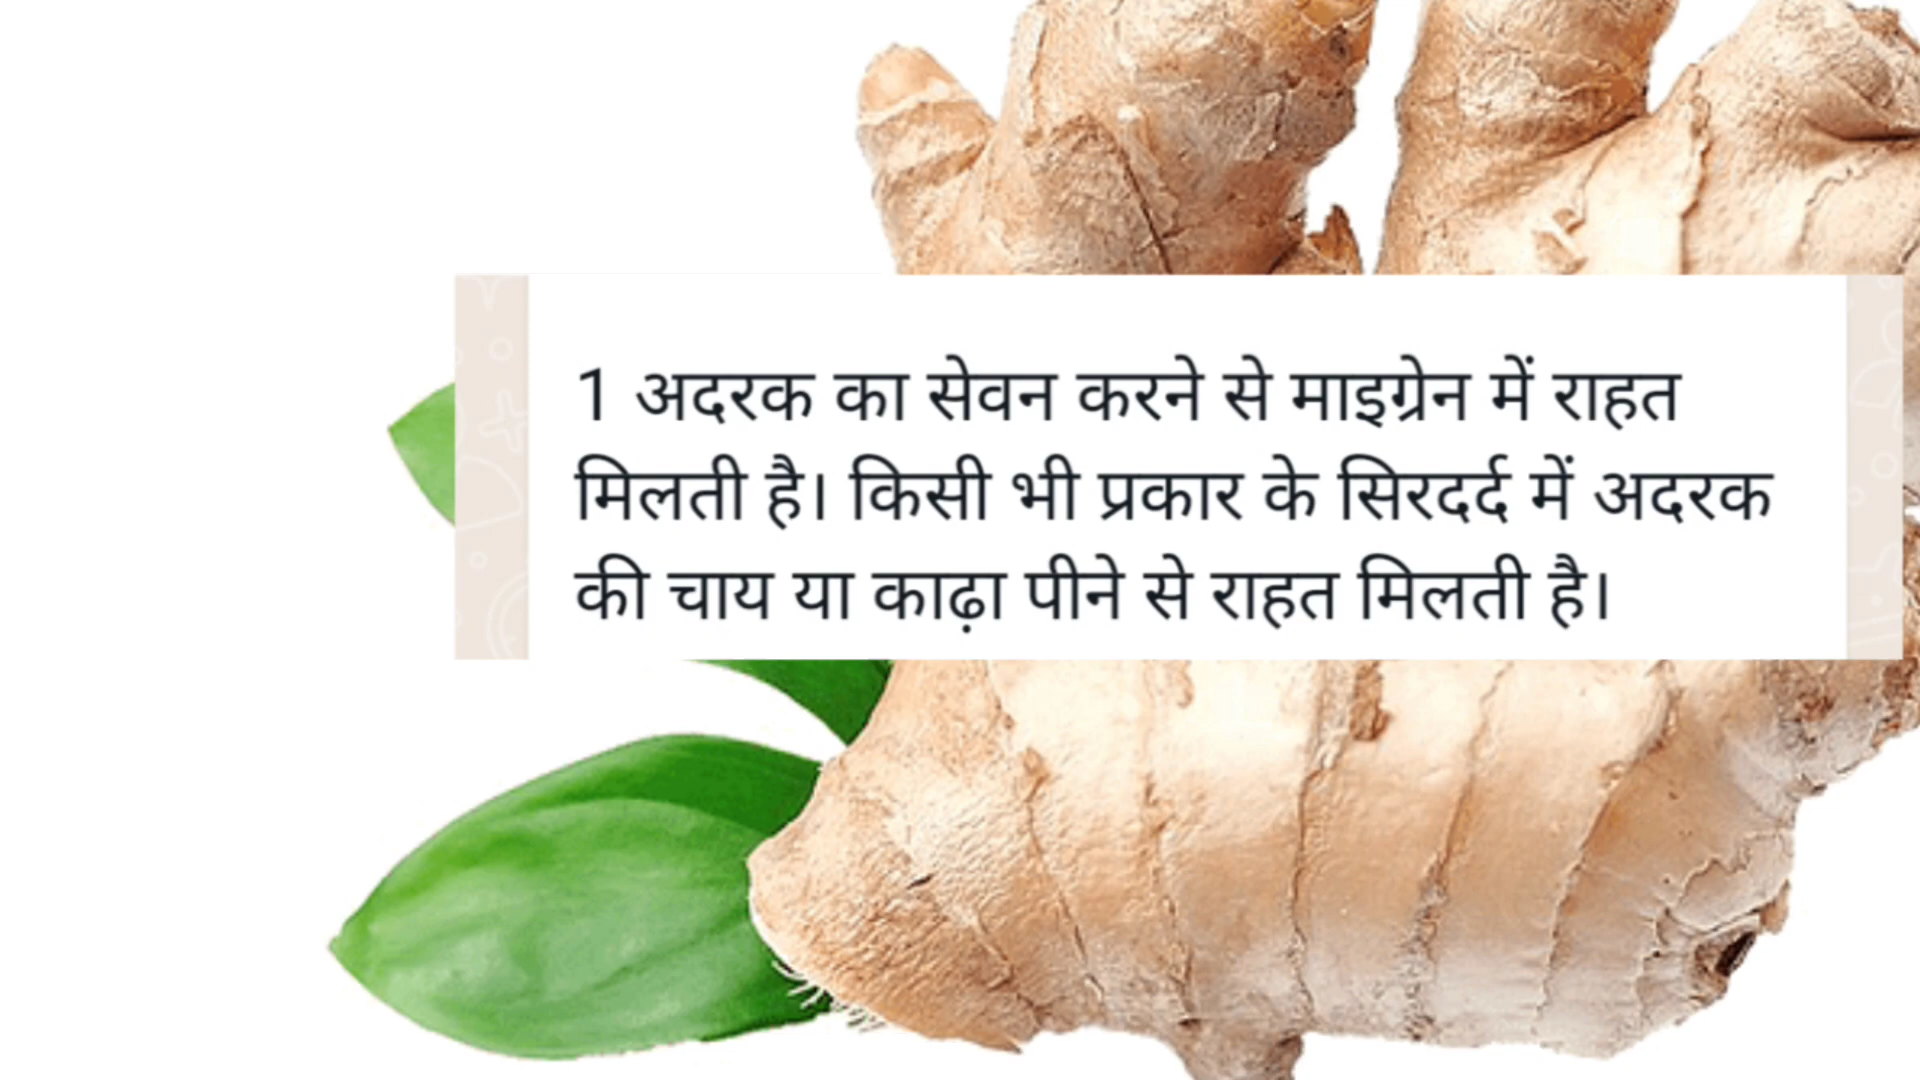 1 अदरक का सेवन करने से माइग्रेन में राहत
मिलती है। किसी भी प्रकार के सिरदर्द में अदरक
की चाय या काढ़ा पीने से राहत मिलती है।